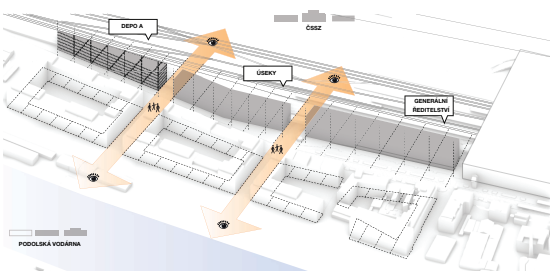 DEPO A
ČSSZ
ÚSEKY
GENERÁLNÍ
ŘEDITELSTVÍ
PODOLSKÁ VODÁRNA